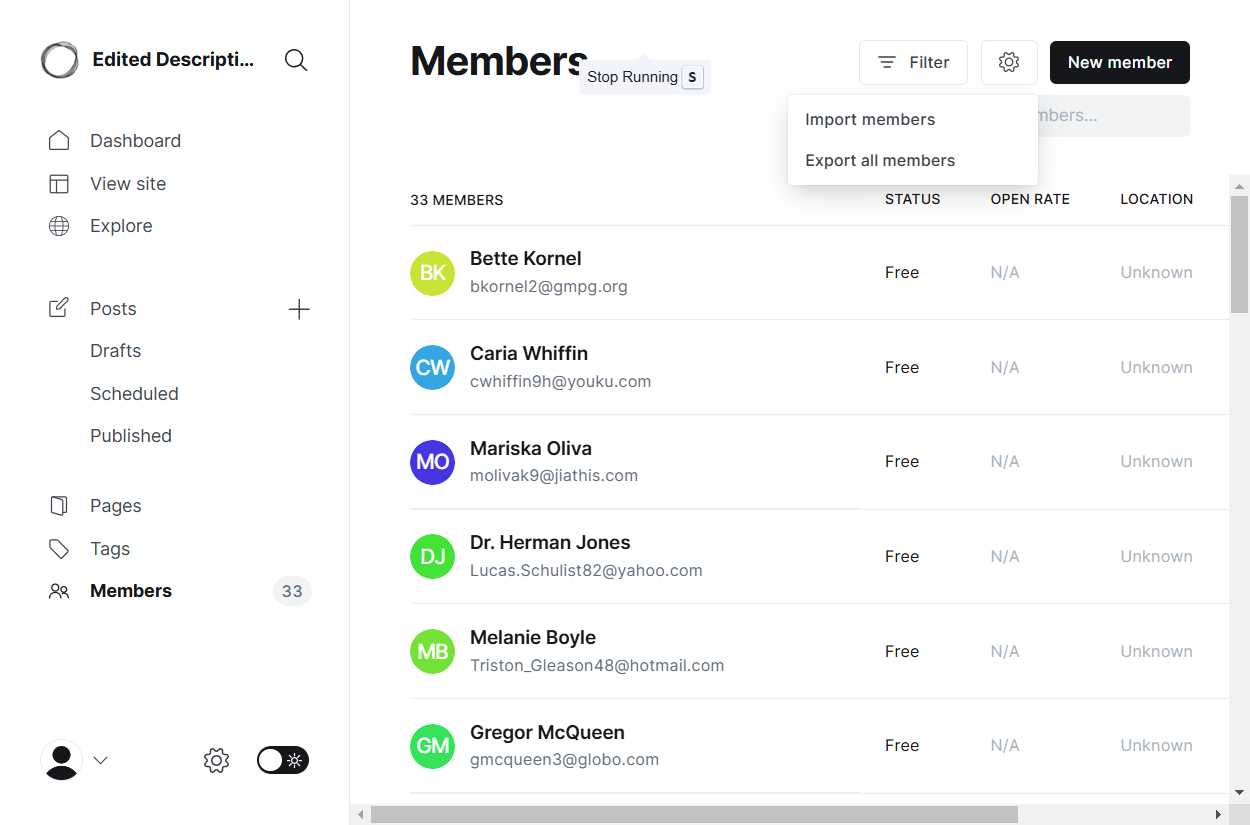 Edited Descripti...
Dashboard
View site
Explore
Posts
Drafts
Scheduled
Published
Pages
Tags
Members 33
Members
Stop Running S
Filter
New member
Import members
Export all members
mbers...
33 MEMBERS STATUS OPEN RATE LOCATION
BK Bette Kornel
bkornel2@gmpg.org
Free N/A Unknown
CW Caria Whiffin
cwhiffin9h@youku.com
Free N/A Unknown
MO Mariska Oliva
molivak9@jiathis.com
Free N/A Unknown
DJ Dr. Herman Jones
Lucas.Schulist82@yahoo.com
Free N/A Unknown
MB Melanie Boyle
Triston_Gleason48@hotmail.com
Free N/A Unknown
GM Gregor McQueen
gmcqueen3@globo.com
Free N/A Unknown